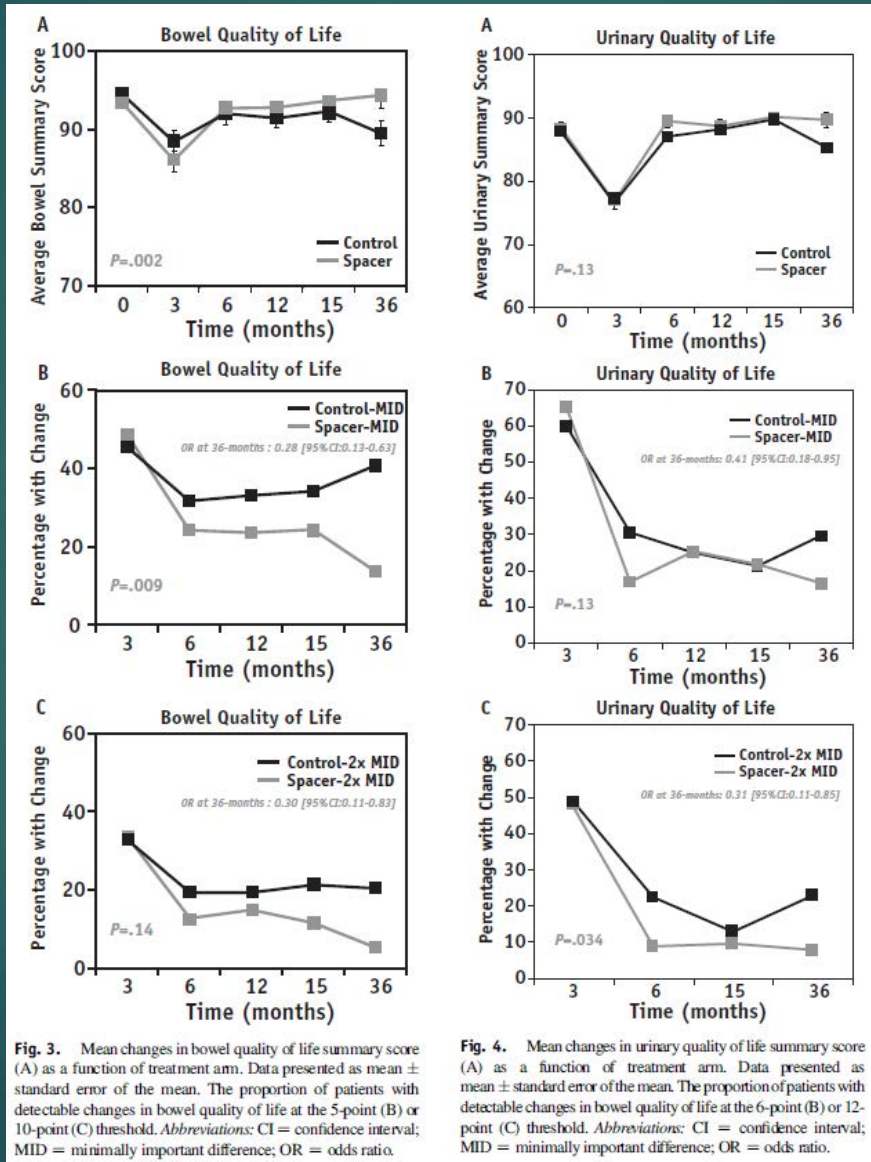 A
Bowel Quality of Life
Average Bowel Summary Score
100
90
80
70
Control
Spacer
P=.002
0 3 6 12 15 36
Time (months)
B
Bowel Quality of Life
Percentage with Change
60
40
20
0
Control-MID
Spacer-MID
OR at 36-months : 0.28 [95%CI:0.13-0.63]
P=.009
3 6 12 15 36
Time (months)
C
Bowel Quality of Life
Percentage with Change
60
40
20
0
Control-2x MID
Spacer-2x MID
OR at 36-months : 0.30 [95%CI:0.11-0.83]
P=.14
3 6 12 15 36
Time (months)
Fig. 3. Mean changes in bowel quality of life summary score
(A) as a function of treatment arm. Data presented as mean ±
standard error of the mean. The proportion of patients with
detectable changes in bowel quality of life at the 5-point (B) or
10-point (C) threshold. Abbreviations: CI = confidence interval;
MID = minimally important difference; OR = odds ratio.
A
Urinary Quality of Life
Average Urinary Summary Score
100
90
80
70
60
Control
Spacer
P=.13
0 3 6 12 15 36
Time (months)
B
Urinary Quality of Life
Percentage with Change
70
60
50
40
30
20
10
0
Control-MID
Spacer-MID
OR at 36-months: 0.41 [95%CI:0.18-0.95]
P=.13
3 6 12 15 36
Time (months)
C
Urinary Quality of Life
Percentage with Change
70
60
50
40
30
20
10
0
Control-2x MID
Spacer-2x MID
OR at 36-months: 0.31 [95%CI:0.11-0.85]
P=.034
3 6 15 36
Time (months)
Fig. 4. Mean changes in urinary quality of life summary score
(A) as a function of treatment arm. Data presented as
mean ± standard error of the mean. The proportion of patients with
detectable changes in bowel quality of life at the 6-point (B) or 12-
point (C) threshold. Abbreviations: CI = confidence interval;
MID = minimally important difference; OR = odds ratio.